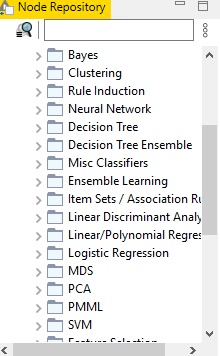 Node Repository
Bayes
Clustering
Rule Induction
Neural Network
Decision Tree
Decision Tree Ensemble
Misc Classifiers
Ensemble Learning
Item Sets / Association Ru
Linear Discriminant Analy
Linear/Polynomial Regres
Logistic Regression
MDS
PCA
PMML
SVM
Feature Selection